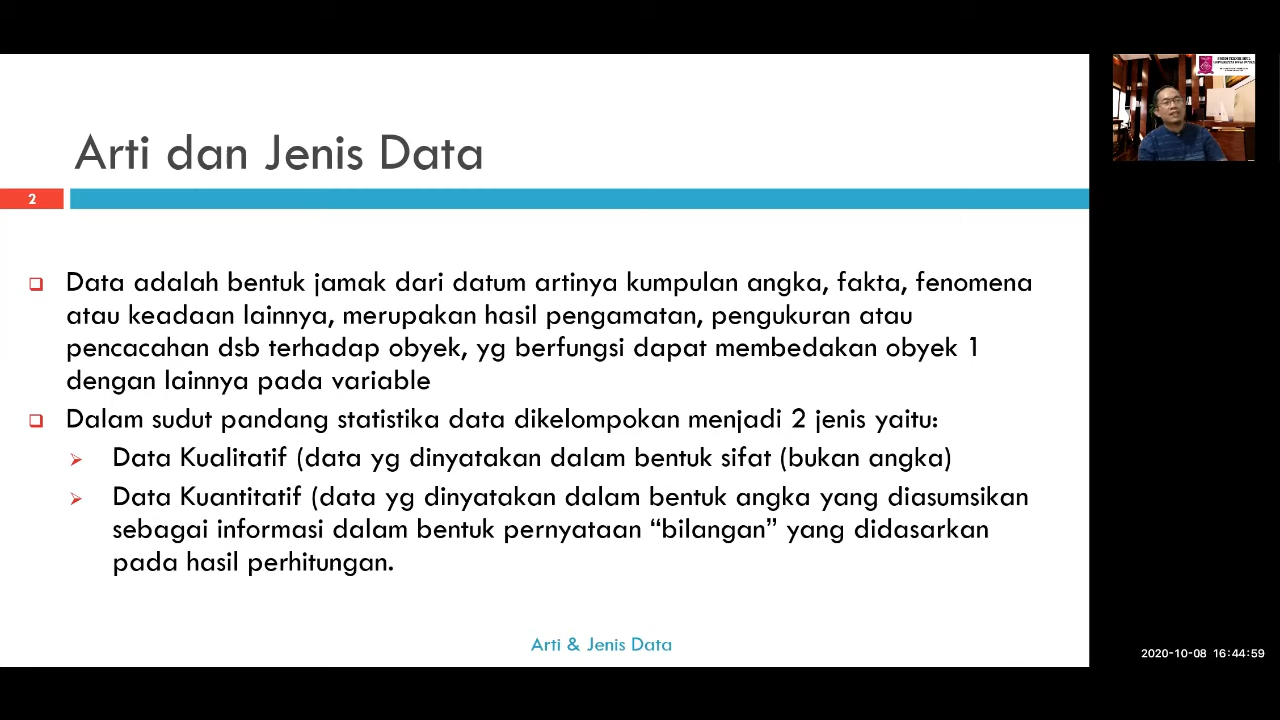 Arti dan Jenis Data
2
Data adalah bentuk jamak dari datum artinya kumpulan angka, fakta, fenomena
atau keadaan lainnya, merupakan hasil pengamatan, pengukuran atau
pencacahan dsb terhadap obyek, yg berfungsi dapat membedakan obyek 1
dengan lainnya pada variable
Dalam sudut pandang statistika data dikelompokan menjadi 2 jenis yaitu:
Data Kualitatif (data yg dinyatakan dalam bentuk sifat (bukan angka)
Data Kuantitatif (data yg dinyatakan dalam bentuk angka yang diasumsikan
sebagai informasi dalam bentuk pernyataan “bilangan” yang didasarkan
pada hasil perhitungan.
Arti & Jenis Data
2020-10-08 16:44:59